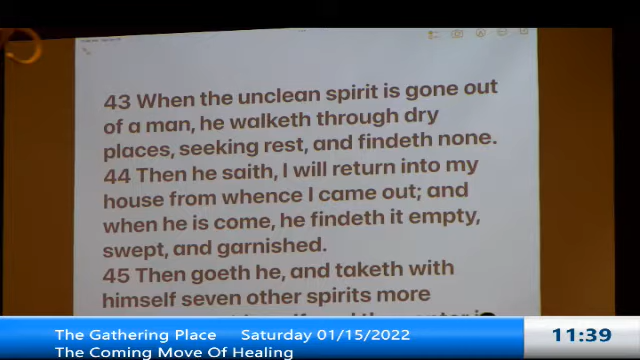 43 When the unclean spirit is gone out
of a man, he walketh through dry
places, seeking rest, and findeth none.
44 Then he saith, I will return into my
house from whence I came out; and
when he is come, he findeth it empty,
swept, and garnished.
45 Then goeth he, and taketh with
himself seven other spirits more
The Gathering Place Saturday 01/15/2022
11:39
The Coming Move Of Healing